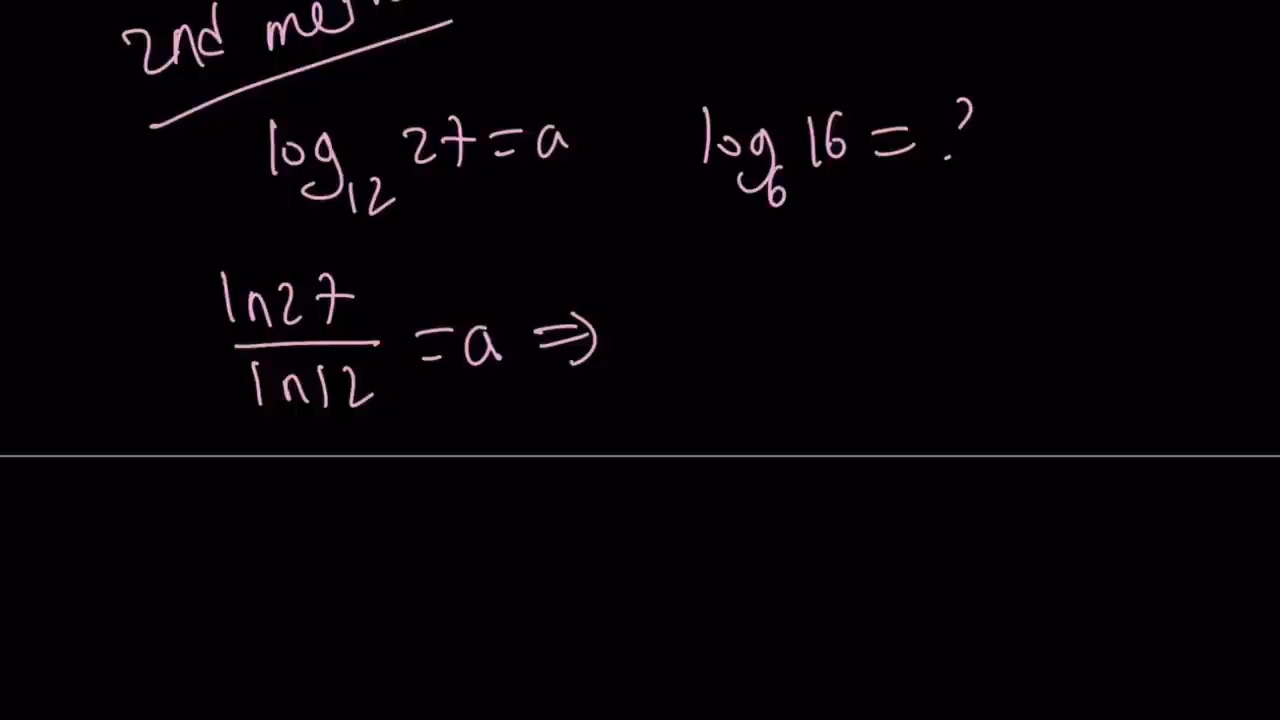 2nd
log₁₂ 27 = a log₆ 16 = ?
ln27
= a ⇒
ln12